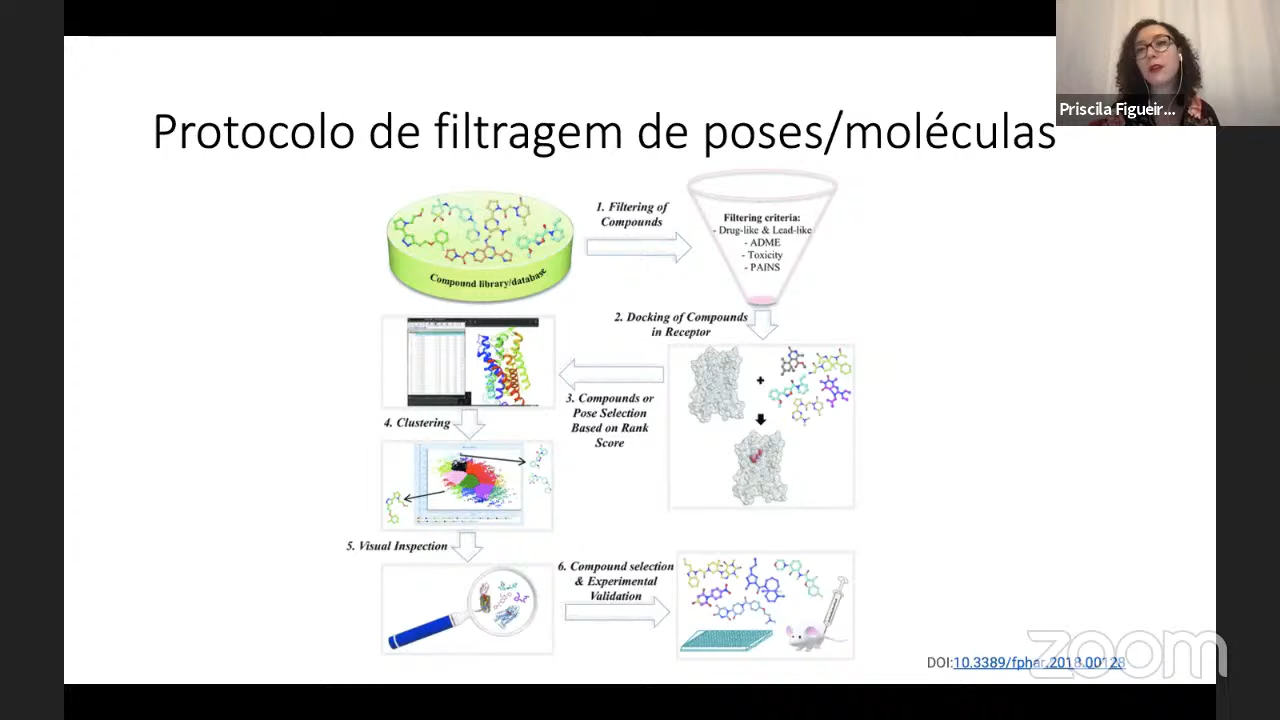 Priscila Figueir...
Protocolo de filtragem de poses/moléculas
1. Filtering of
Compounds
Filtering criteria:
- Drug-like & Lead-like
- ADME
- Toxicity
- PAINS
Compound library/database
2. Docking of Compounds
in Receptor
3. Compounds or
Pose Selection
Based on Rank
Score
4. Clustering
5. Visual Inspection
6. Compound selection
& Experimental
Validation
DOI:10.3389/fphar.2018.00128
zoom